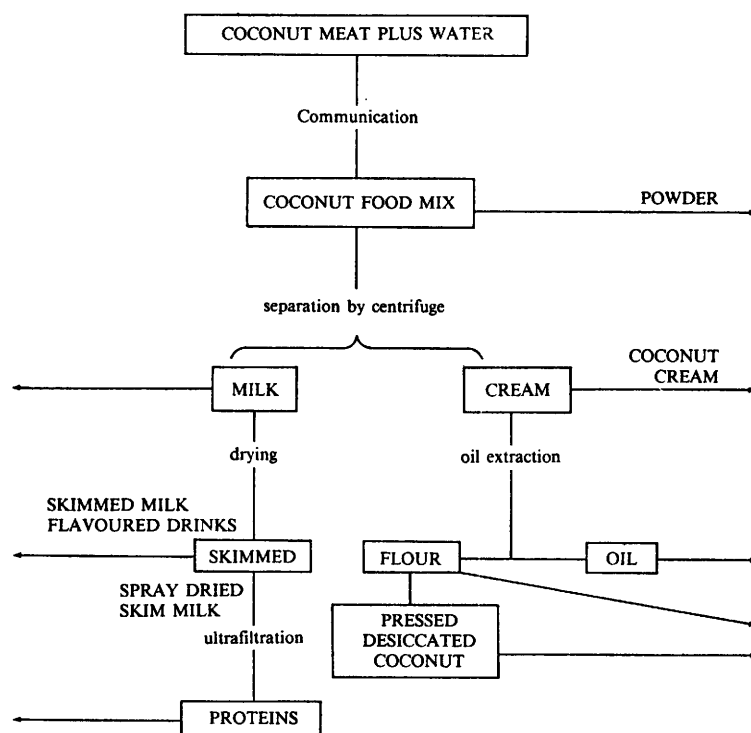 COCONUT MEAT PLUS WATER
Communication
COCONUT FOOD MIX
POWDER
separation by centrifuge
COCONUT
CREAM
MILK
CREAM
drying
oil extraction
SKIMMED MILK
FLAVOURED DRINKS
SKIMMED
FLOUR
OIL
SPRAY DRIED
SKIM MILK
PRESSED
DESICCATED
COCONUT
ultrafiltration
PROTEINS